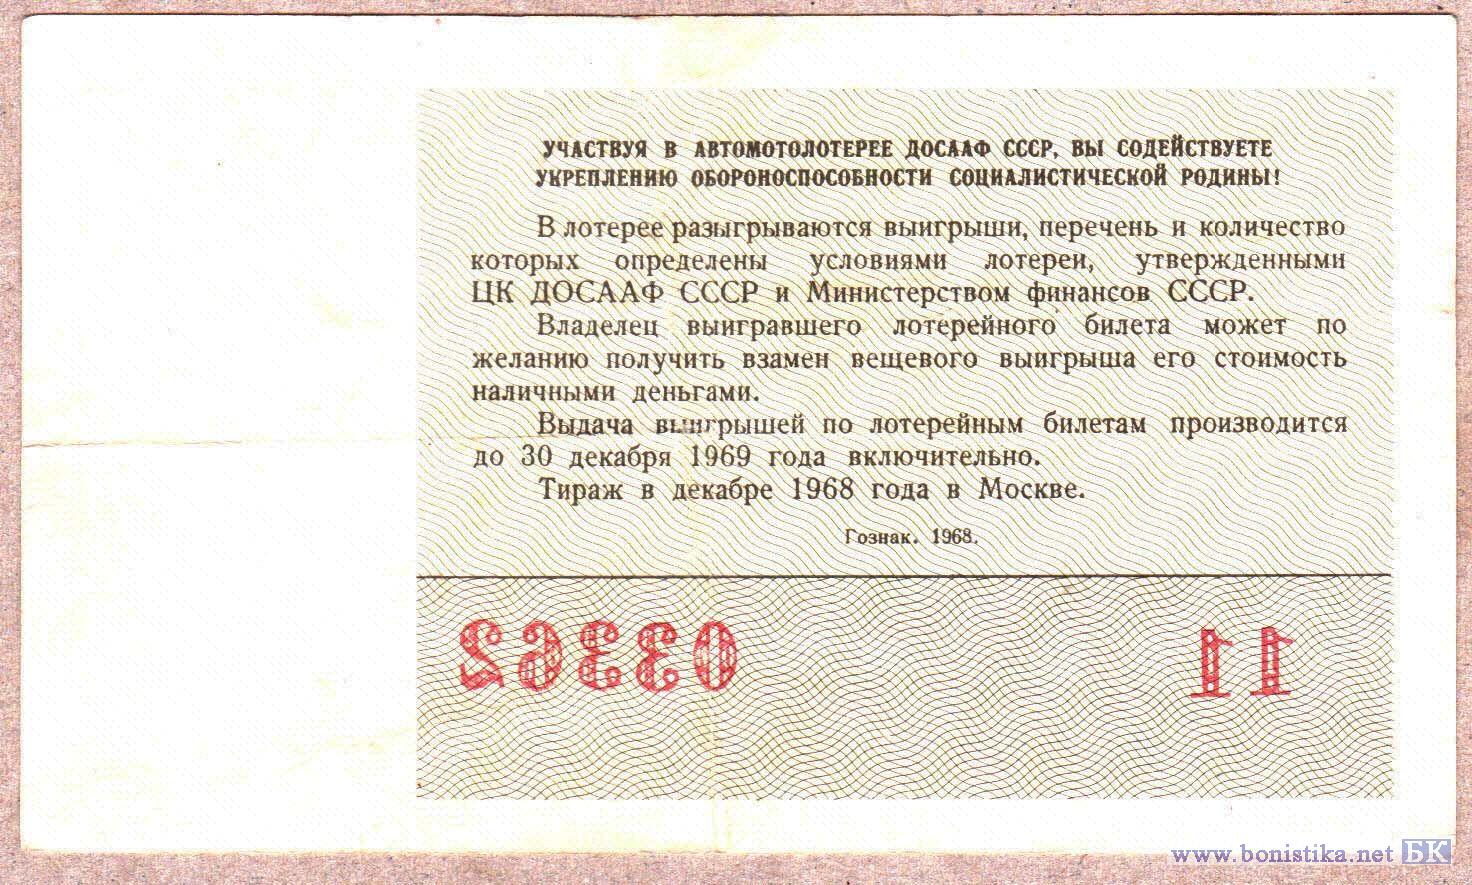 УЧАСТВУЯ В АВТОМОТОЛОТЕРЕЕ ДОСААФ СССР, ВЫ СОДЕЙСТВУЕТЕ
УКРЕПЛЕНИЮ ОБОРОНОСПОСОБНОСТИ СОЦИАЛИСТИЧЕСКОЙ РОДИНЫ!
В лотерее разыгрываются выигрыши, перечень и количество
которых определены условиями лотереи, утвержденными
ЦК ДОСААФ СССР и Министерством финансов СССР.
Владелец выигравшего лотерейного билета может по
желанию получить взамен вещевого выигрыша его стоимость
наличными деньгами.
Выдача выигрышей по лотерейным билетам производится
до 30 декабря 1969 года включительно.
Тираж в декабре 1968 года в Москве.
Гознак. 1968.
11 03362
www.bonistika.net БК